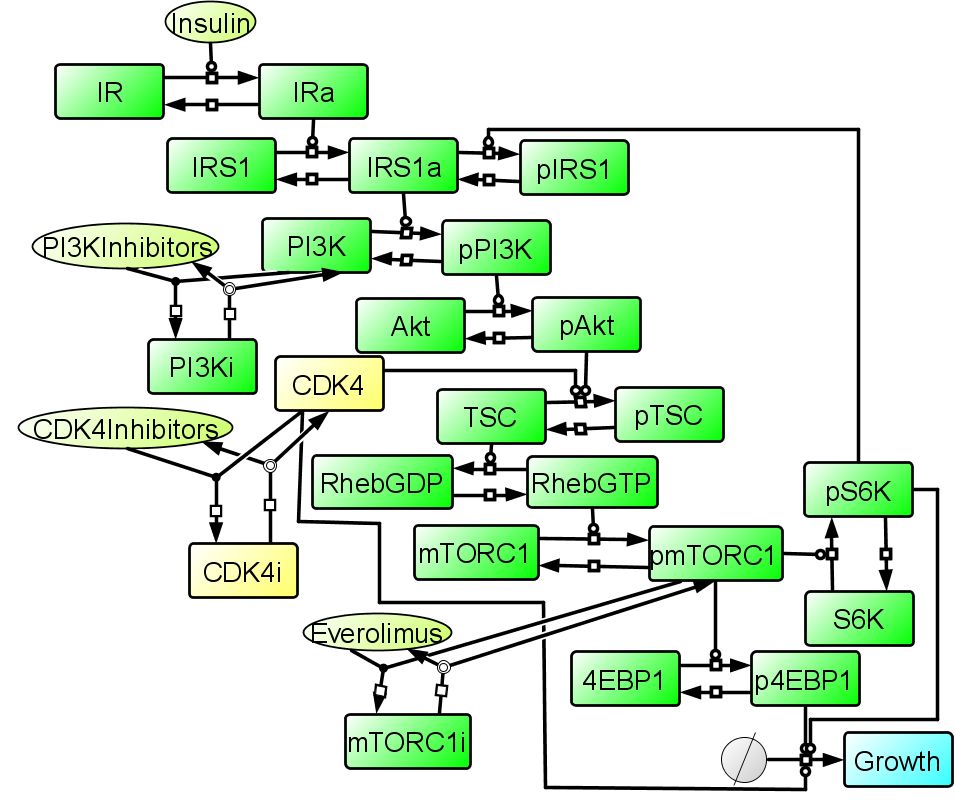 Insulin
IR
IRa
IRS1
IRS1a
pIRS1
PI3KInhibitors
PI3K
pPI3K
Akt
pAkt
PI3Ki
CDK4
TSC
pTSC
CDK4Inhibitors
RhebGDP
RhebGTP
pS6K
mTORC1
pmTORC1
CDK4i
S6K
Everolimus
4EBP1
p4EBP1
mTORC1i
Growth